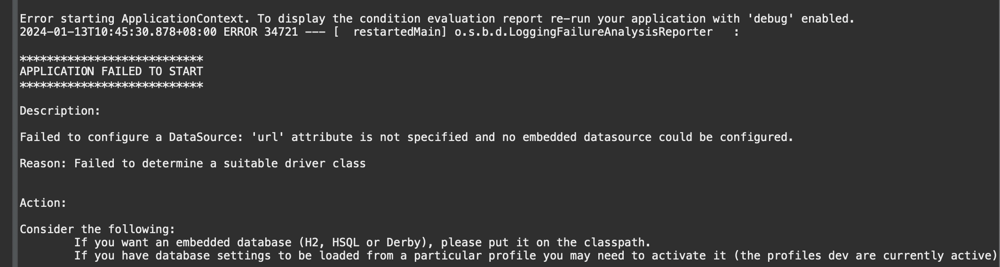 Error starting ApplicationContext. To display the condition evaluation report re-run your application with 'debug' enabled.
2024-01-13T10:45:30.878+08:00 ERROR 34721 --- [  restartedMain] o.s.b.d.LoggingFailureAnalysisReporter   :
***************************
APPLICATION FAILED TO START
***************************
Description:
Failed to configure a DataSource: 'url' attribute is not specified and no embedded datasource could be configured.
Reason: Failed to determine a suitable driver class
Action:
Consider the following:
If you want an embedded database (H2, HSQL or Derby), please put it on the classpath.
If you have database settings to be loaded from a particular profile you may need to activate it (the profiles dev are currently active)